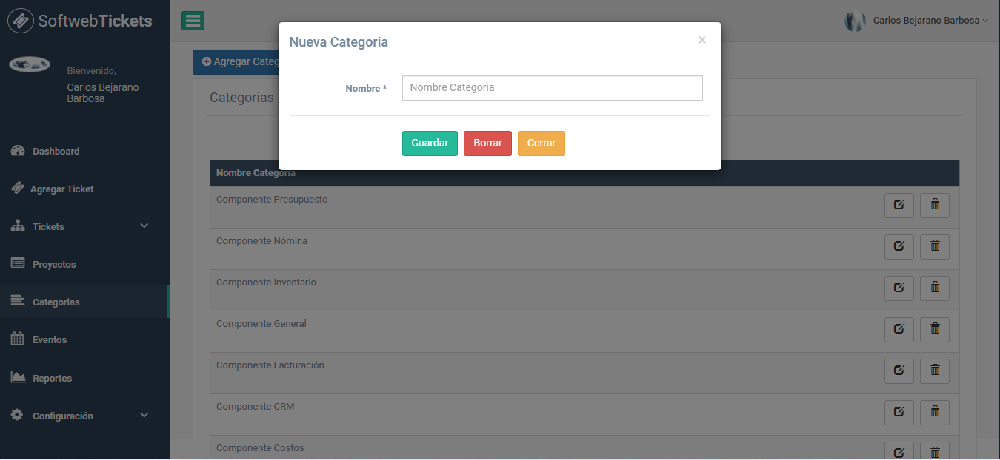 SoftwebTickets
Bienvenido,
Carlos Bejarano
Barbosa
Dashboard
Agregar Ticket
Tickets
Proyectos
Categorias
Eventos
Reportes
Configuración
Carlos Bejarano Barbosa
Agregar Categ
Categorias
Nueva Categoria
×
Nombre *
Nombre Categoria
Guardar
Borrar
Cerrar
Nombre Categoria
Componente Presupuesto
Componente Nómina
Componente Inventario
Componente General
Componente Facturación
Componente CRM
Componente Costos